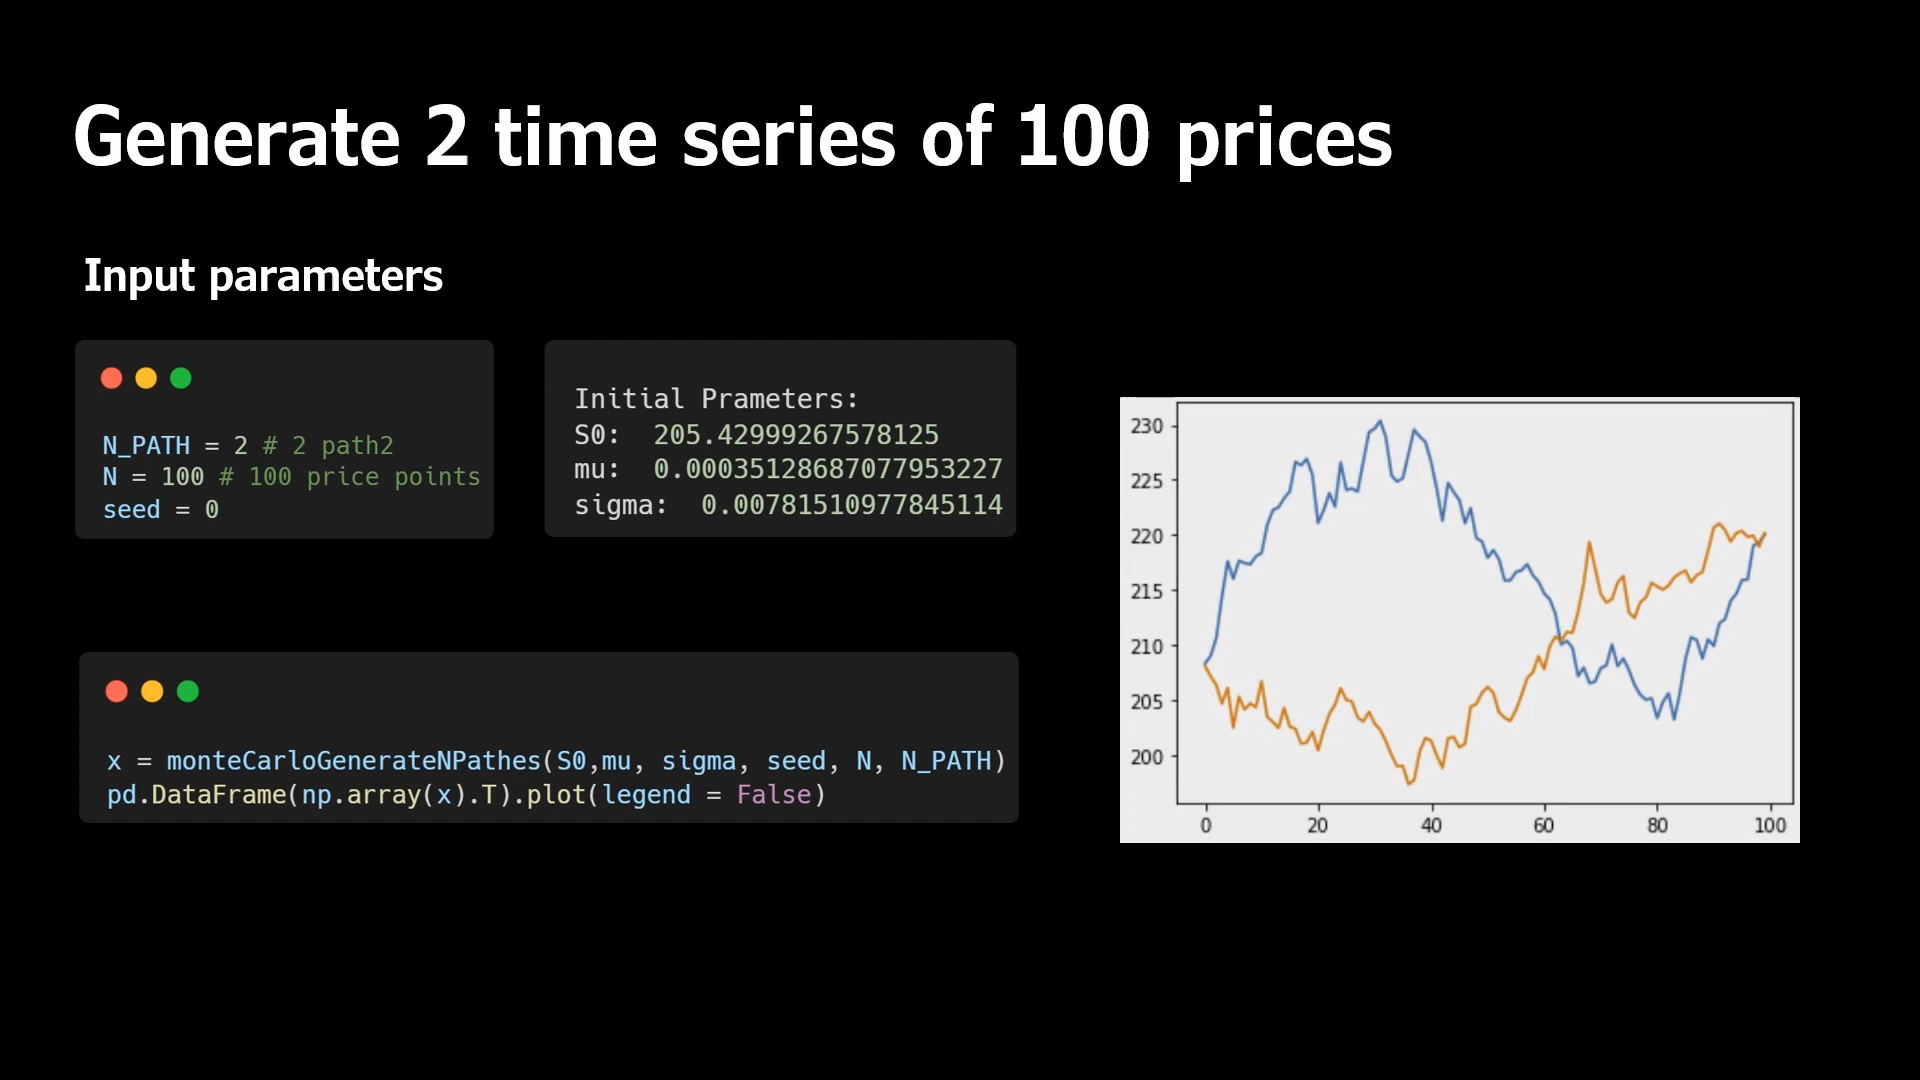 Generate 2 time series of 100 prices
Input parameters
N_PATH = 2 # 2 path2
N = 100 # 100 price points
seed = 0
Initial Prameters:
S0:  205.42999267578125
mu:  0.00035128687077953227
sigma:  0.00781510977845114
x = monteCarloGenerateNPathes(S0,mu, sigma, seed, N, N_PATH)
pd.DataFrame(np.array(x).T).plot(legend = False)
230
225
220
215
210
205
200
0 20 40 60 80 100